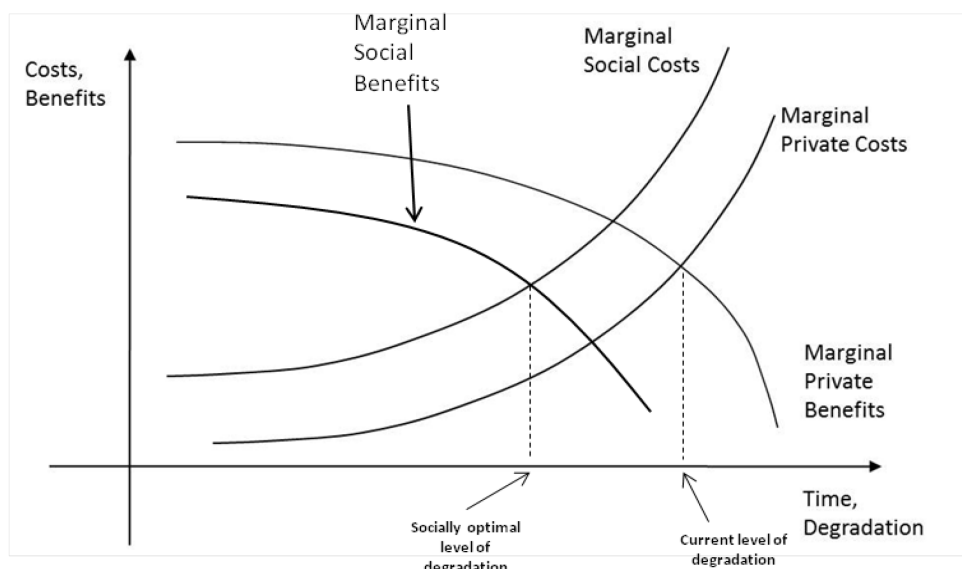 Marginal
Social
Benefits
Marginal
Social Costs
Costs,
Benefits
Marginal
Private Costs
Marginal
Private
Benefits
Time,
Degradation
Socially optimal
level of
degradation
Current level of
degradation